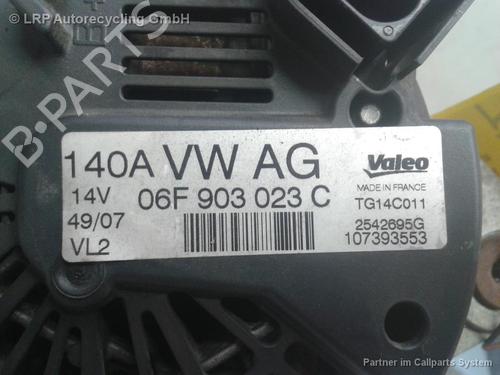 LRP Autorecycling GmbH
B+
B-PARTS
140A VW AG
Valeo
14V
06F 903 023 C
MADE IN FRANCE
TG14C011
49/07
2542695G
VL2
107393553
Partner im Callparts System